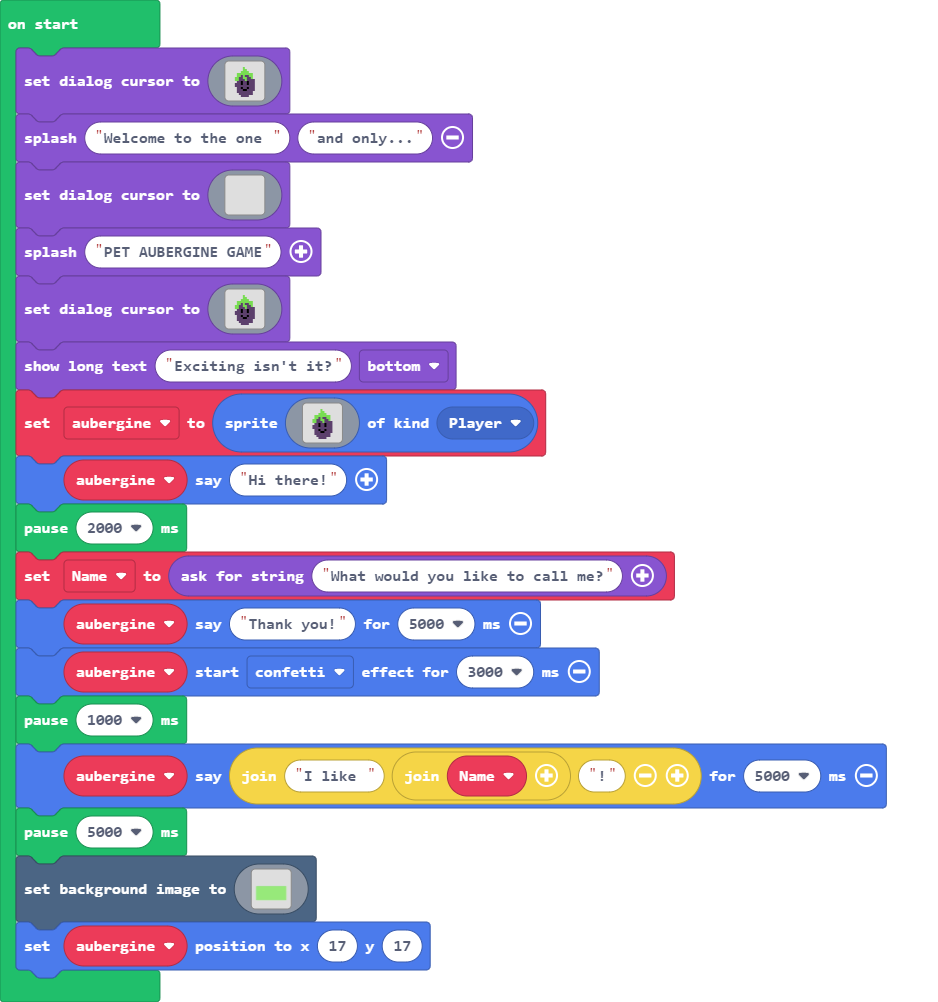 on start
set dialog cursor to
splash "Welcome to the one " "and only..."
set dialog cursor to
splash "PET AUBERGINE GAME"
set dialog cursor to
show long text "Exciting isn't it?" bottom
set aubergine to sprite of kind Player
aubergine say "Hi there!"
pause 2000 ms
set Name to ask for string "What would you like to call me?"
aubergine say "Thank you!" for 5000 ms
aubergine start confetti effect for 3000 ms
pause 1000 ms
aubergine say join "I like " join Name "!" for 5000 ms
pause 5000 ms
set background image to
set aubergine position to x 17 y 17